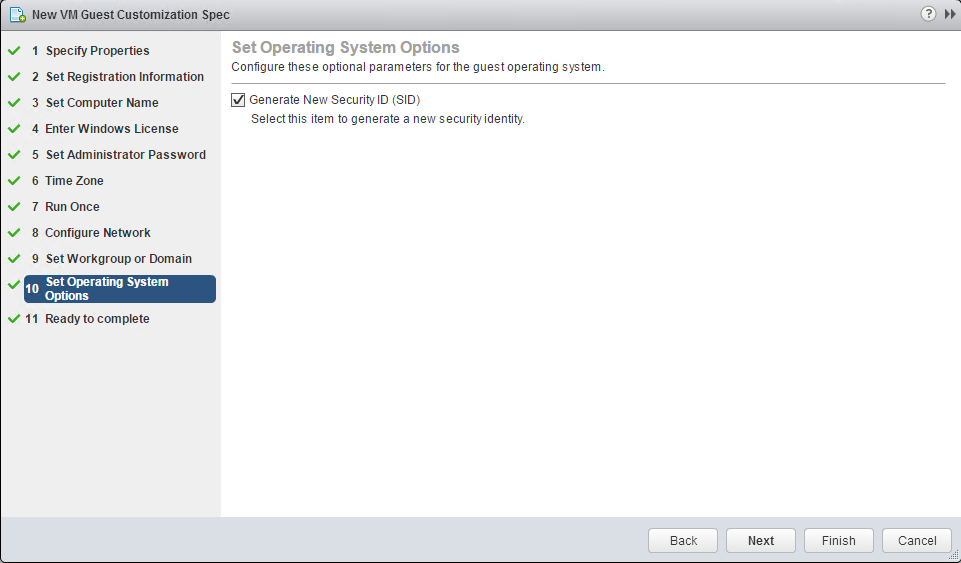 New VM Guest Customization Spec
?
1 Specify Properties
2 Set Registration Information
3 Set Computer Name
4 Enter Windows License
5 Set Administrator Password
6 Time Zone
7 Run Once
8 Configure Network
9 Set Workgroup or Domain
10 Set Operating System
Options
11 Ready to complete
Set Operating System Options
Configure these optional parameters for the guest operating system.
Generate New Security ID (SID)
Select this item to generate a new security identity.
Back Next Finish Cancel